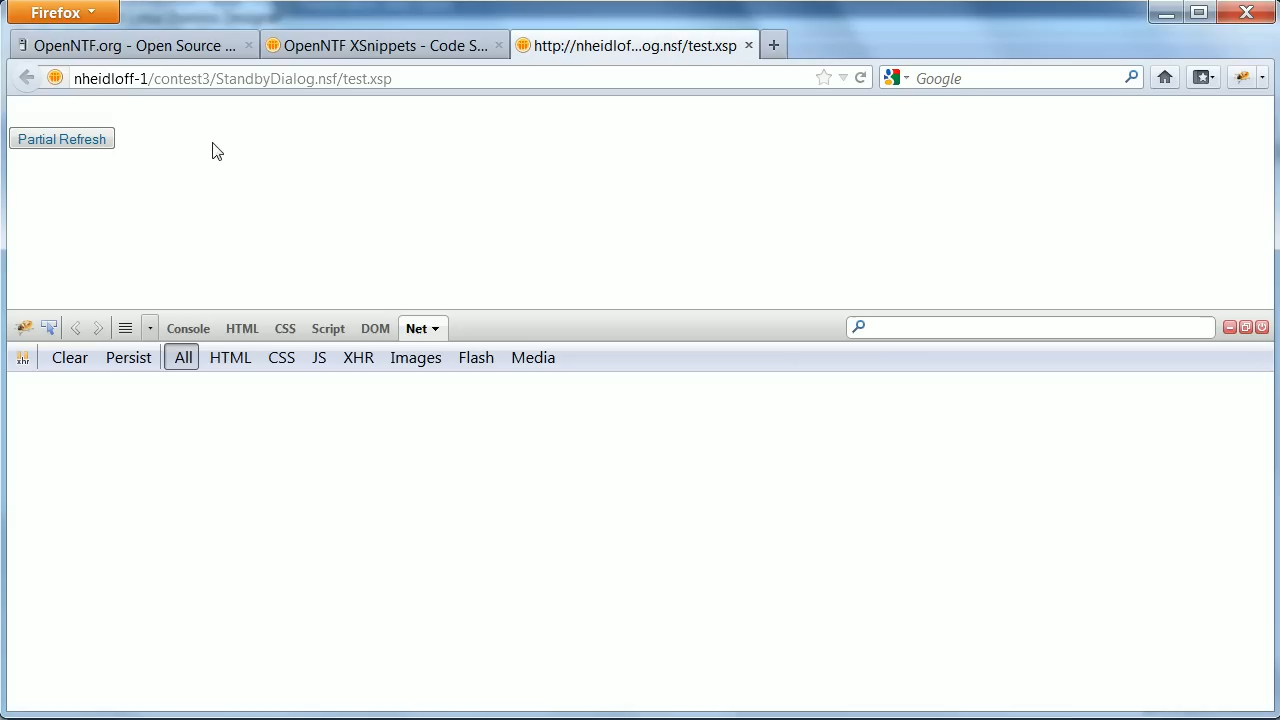 Firefox
OpenNTF.org - Open Source ...
OpenNTF XSnippets - Code S...
http://nheidlof...og.nsf/test.xsp
nheidloff-1/contest3/StandbyDialog.nsf/test.xsp
Google
Partial Refresh
Console HTML CSS Script DOM Net
xhr Clear Persist All HTML CSS JS XHR Images Flash Media